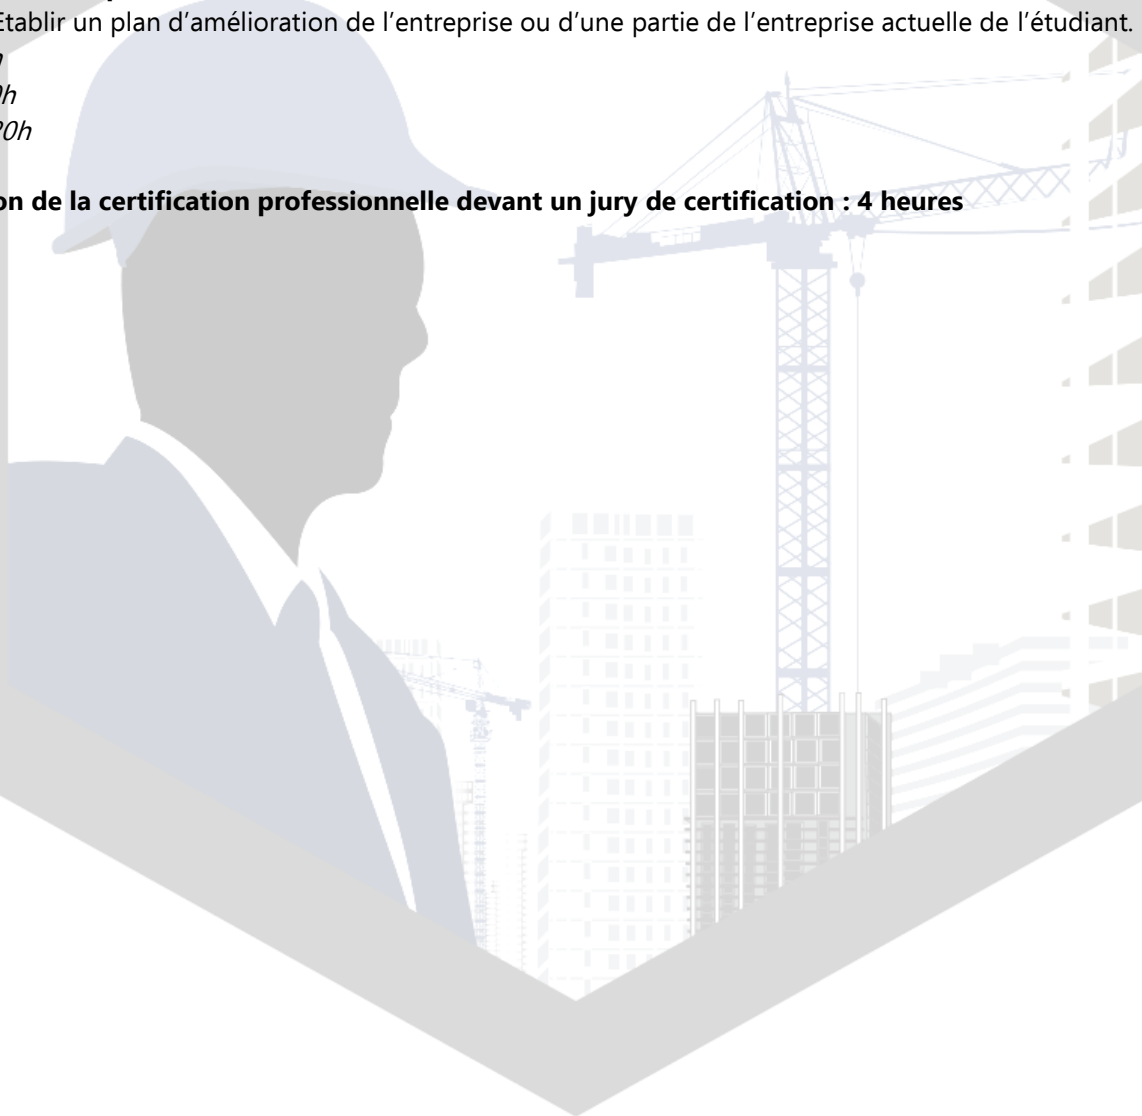 Etablir un plan d'amélioration de l'entreprise ou d'une partie de l'entreprise actuelle de l'étudiant.
on de la certification professionnelle devant un jury de certification : 4 heures